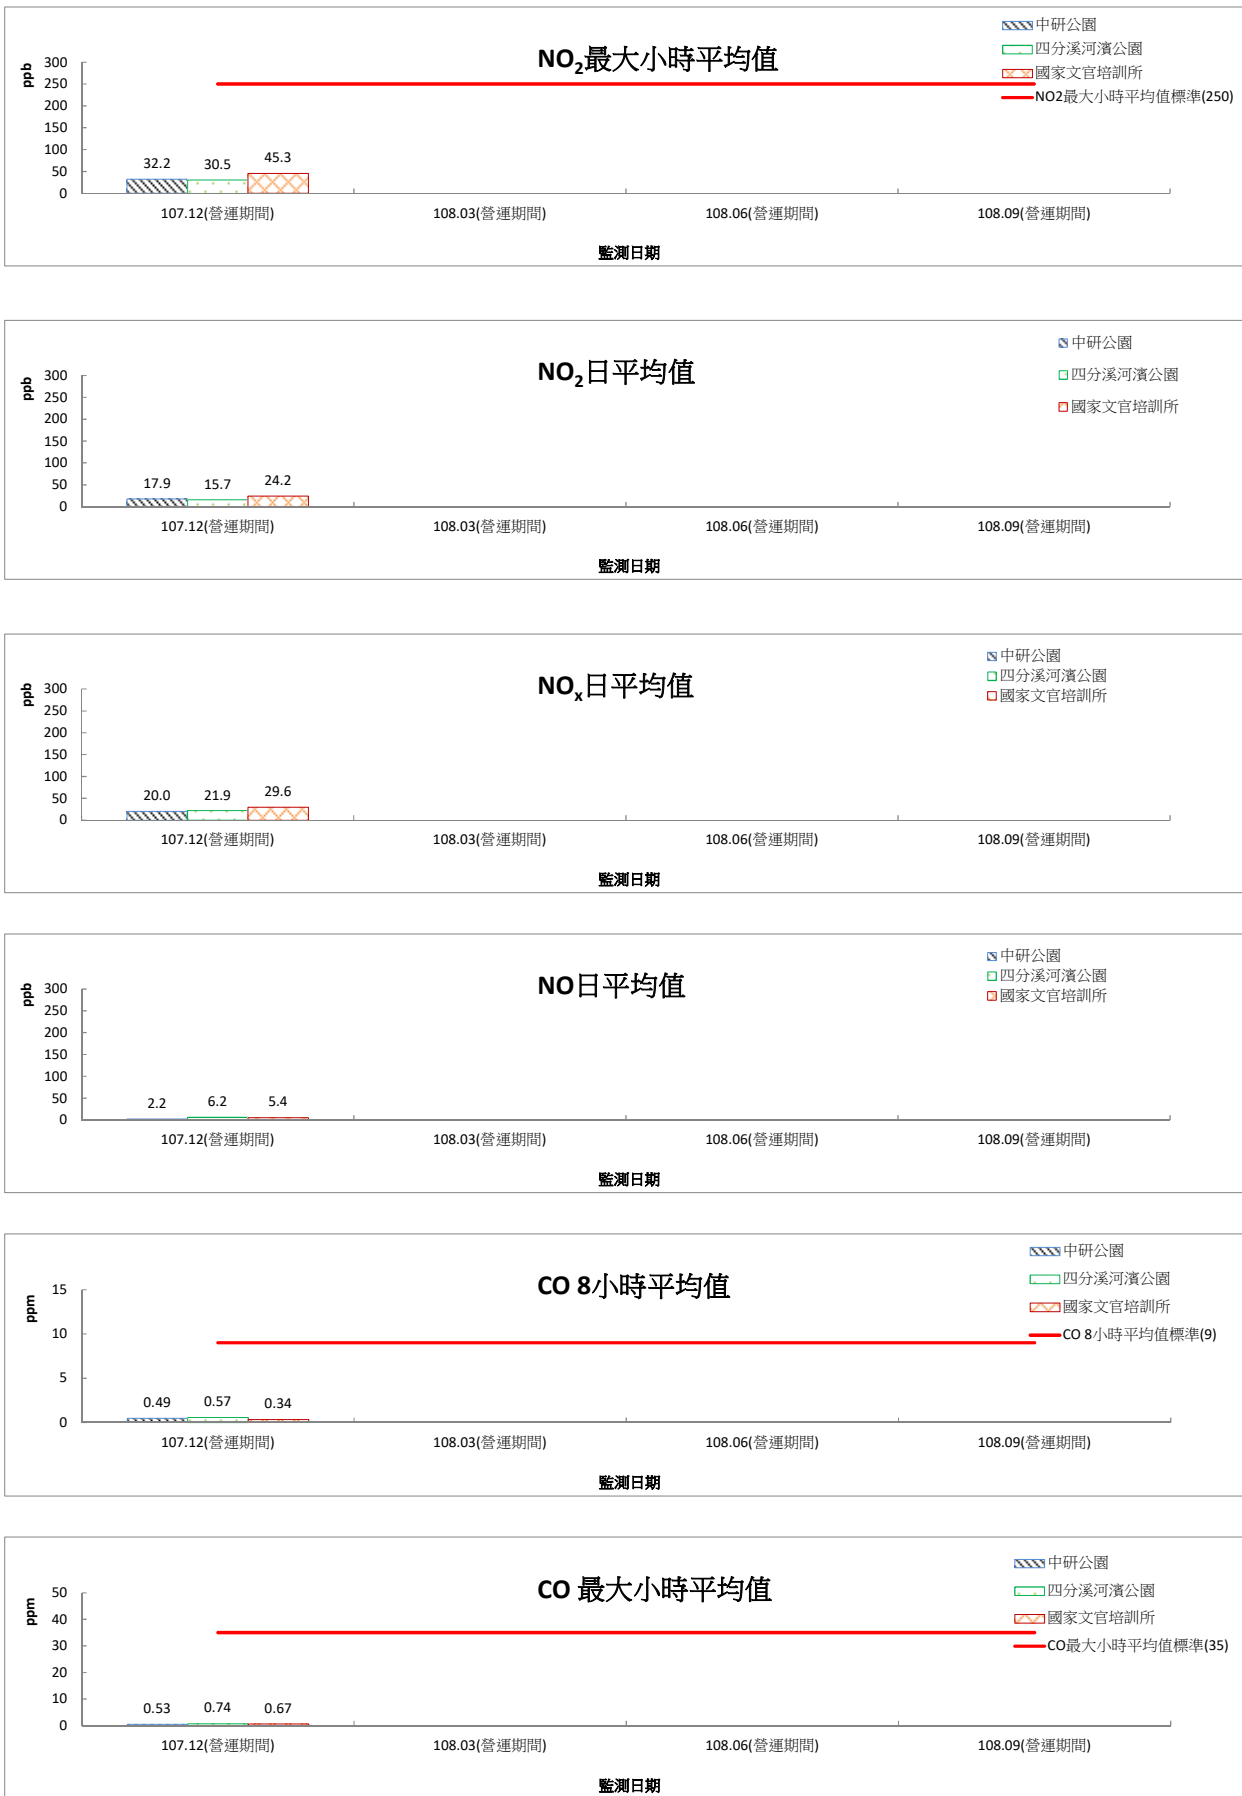 NO2最大小時平均值
中研公園
四分溪河濱公園
國家文官培訓所
NO2最大小時平均值標準(250)
ppb
300
250
200
150
100
50
0
32.2 30.5 45.3
107.12(營運期間) 108.03(營運期間) 108.06(營運期間) 108.09(營運期間)
監測日期
NO2日平均值
中研公園
四分溪河濱公園
國家文官培訓所
ppb
300
250
200
150
100
50
0
17.9 15.7 24.2
107.12(營運期間) 108.03(營運期間) 108.06(營運期間) 108.09(營運期間)
監測日期
NOx日平均值
中研公園
四分溪河濱公園
國家文官培訓所
ppb
300
250
200
150
100
50
0
20.0 21.9 29.6
107.12(營運期間) 108.03(營運期間) 108.06(營運期間) 108.09(營運期間)
監測日期
NO日平均值
中研公園
四分溪河濱公園
國家文官培訓所
ppb
300
250
200
150
100
50
0
2.2 6.2 5.4
107.12(營運期間) 108.03(營運期間) 108.06(營運期間) 108.09(營運期間)
監測日期
CO 8小時平均值
中研公園
四分溪河濱公園
國家文官培訓所
CO 8小時平均值標準(9)
ppm
15
10
5
0
0.49 0.57 0.34
107.12(營運期間) 108.03(營運期間) 108.06(營運期間) 108.09(營運期間)
監測日期
CO 最大小時平均值
中研公園
四分溪河濱公園
國家文官培訓所
CO最大小時平均值標準(35)
ppm
50
40
30
20
10
0
0.53 0.74 0.67
107.12(營運期間) 108.03(營運期間) 108.06(營運期間) 108.09(營運期間)
監測日期